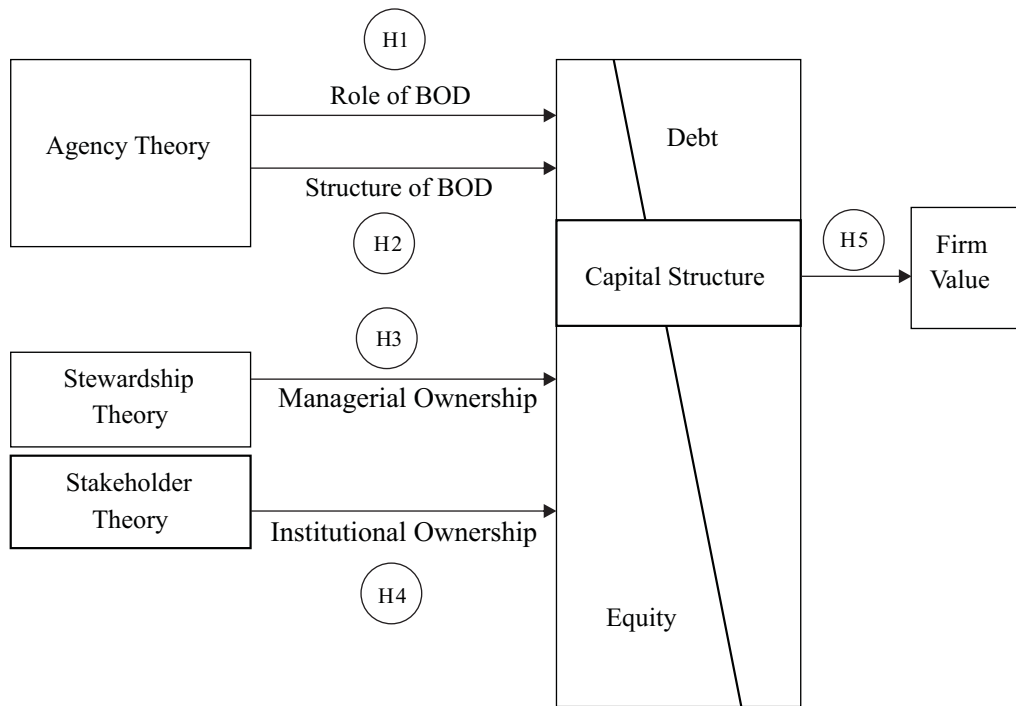 H1
Role of BOD
Agency Theory
Debt
Structure of BOD
H2
H5
Firm
Value
Capital Structure
H3
Stewardship
Theory
Managerial Ownership
Stakeholder
Theory
Institutional Ownership
H4
Equity